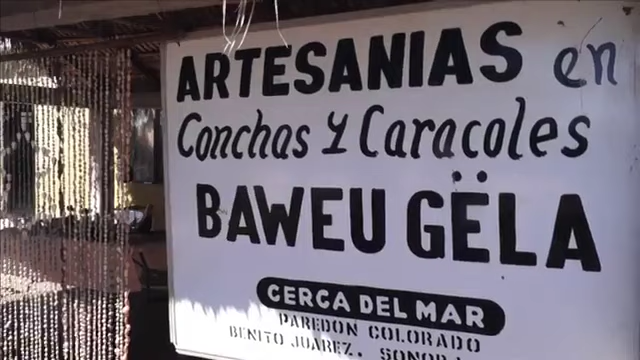 ARTESANIAS en
Conchas y Caracoles
BAWEU GËLA
CERCA DEL MAR
PAREDON COLORADO
BENITO JUAREZ. SONORA